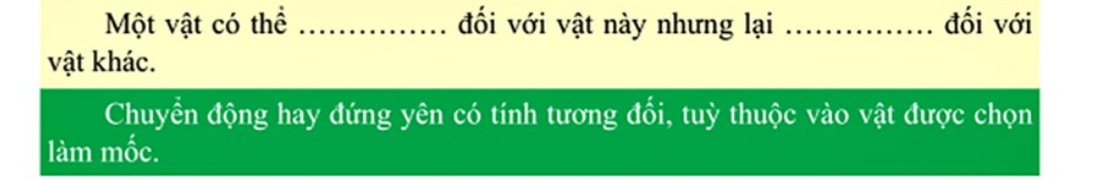 Một vật có thể …………… đối với vật này nhưng lại …………… đối với
vật khác.
Chuyển động hay đứng yên có tính tương đối, tuỳ thuộc vào vật được chọn
làm mốc.